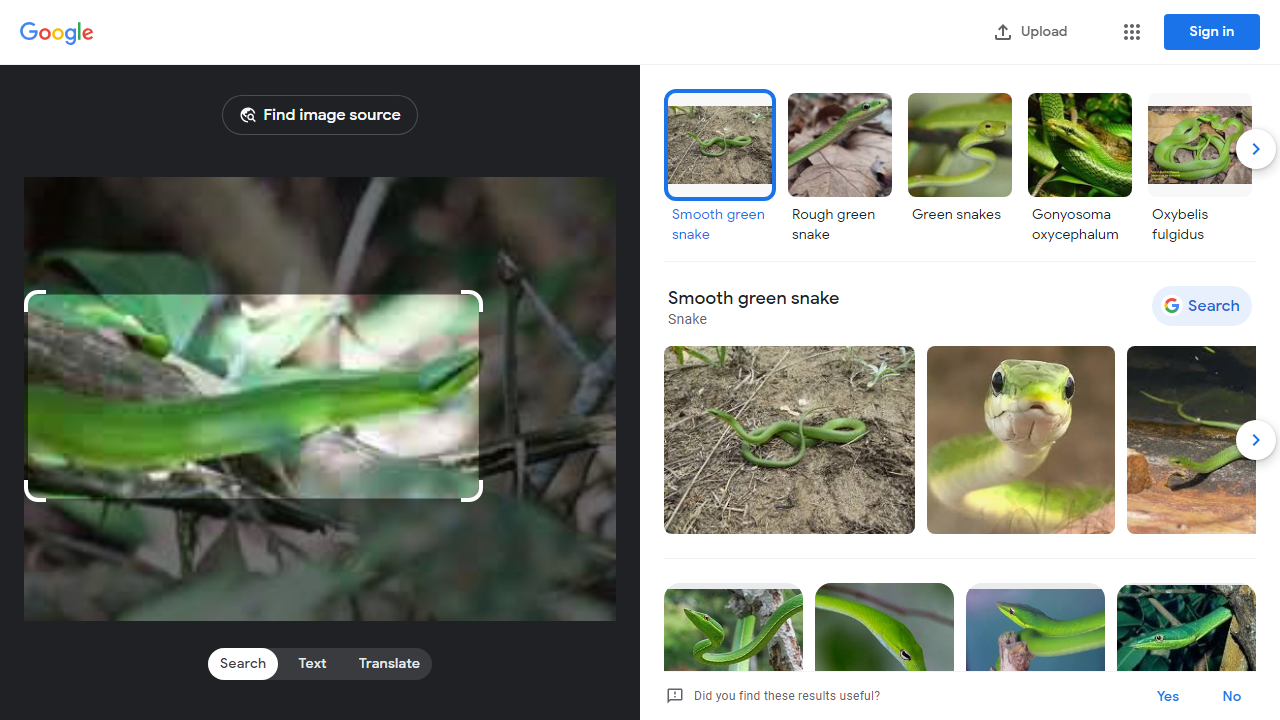 Google
Upload
Sign in
Find image source
Smooth green
snake
Rough green
snake
Green snakes
Gonyosoma
oxycephalum
Oxybelis
fulgidus
Smooth green snake
Snake
Search
Search
Text
Translate
Did you find these results useful?
Yes
No